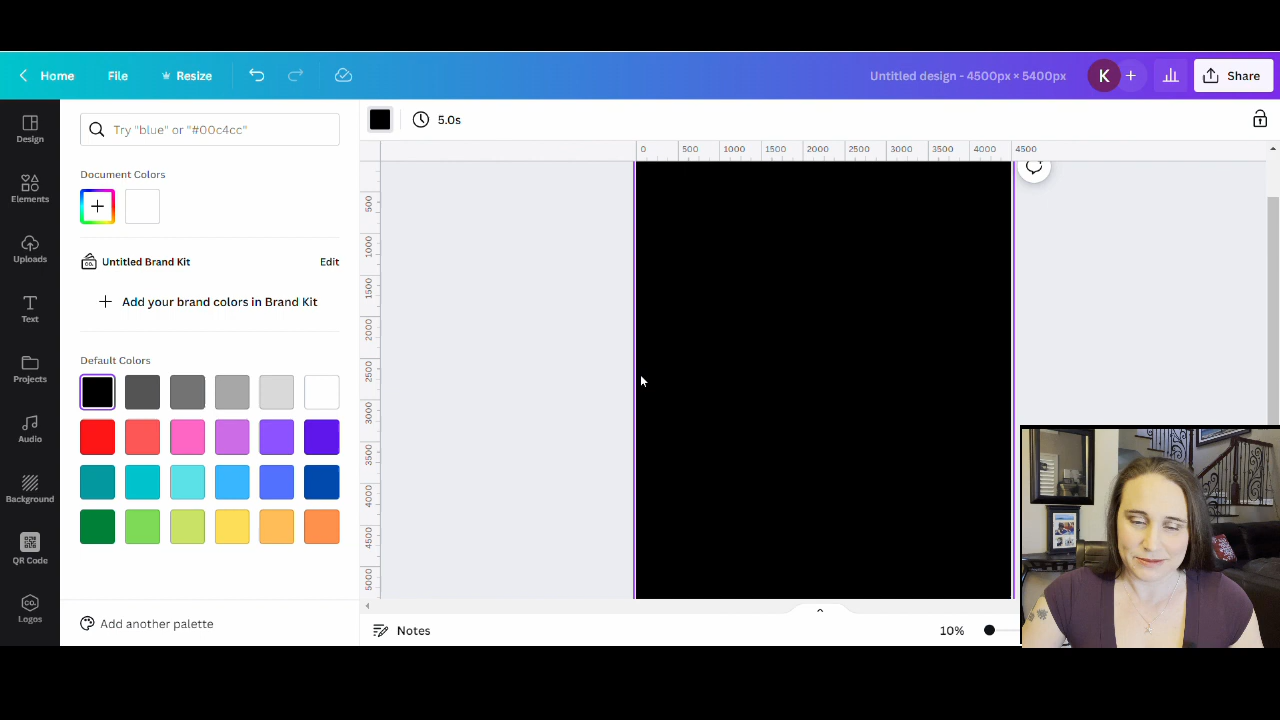 Home File Resize Untitled design - 4500px × 5400px K + Share
Design
Elements
Uploads
Text
Projects
Audio
Background
QR Code
CO.
Logos
Try "blue" or "#00c4cc"
Document Colors
+
CO. Untitled Brand Kit Edit
+ Add your brand colors in Brand Kit
Default Colors
Add another palette
5.0s
0 500 1000 1500 2000 2500 3000 3500 4000 4500
500
1000
1500
2000
2500
3000
3500
4000
4500
5000
Notes 10%